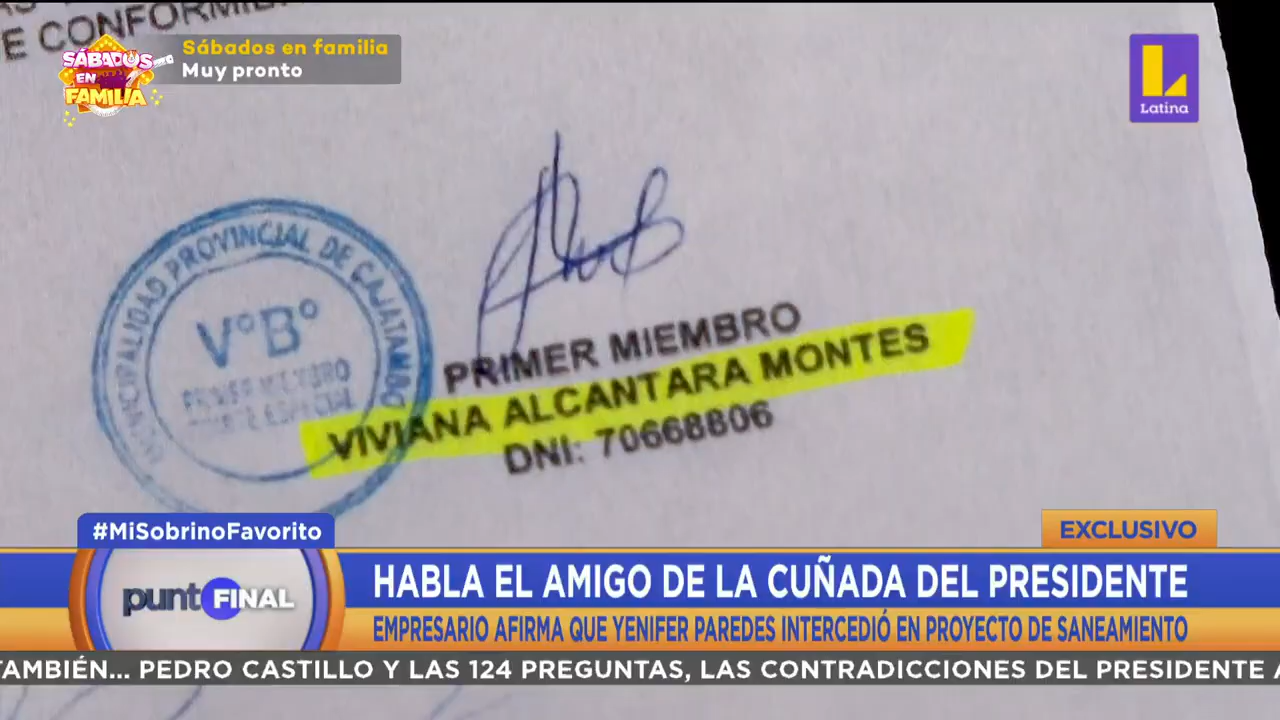 E CONFORMI
SÁBADOS
EN
FAMILIA
Sábados en familia
Muy pronto
Latina
MUNICIPALIDAD PROVINCIAL DE CAJATAMBO
V°B°
PRIMER MIEMBRO
ESPECIAL
PRIMER MIEMBRO
VIVIANA ALCANTARA MONTES
DNI: 70668806
#MiSobrinoFavorito
EXCLUSIVO
punto FINAL
HABLA EL AMIGO DE LA CUÑADA DEL PRESIDENTE
EMPRESARIO AFIRMA QUE YENIFER PAREDES INTERCEDIÓ EN PROYECTO DE SANEAMIENTO
TAMBIÉN... PEDRO CASTILLO Y LAS 124 PREGUNTAS, LAS CONTRADICCIONES DEL PRESIDENTE A